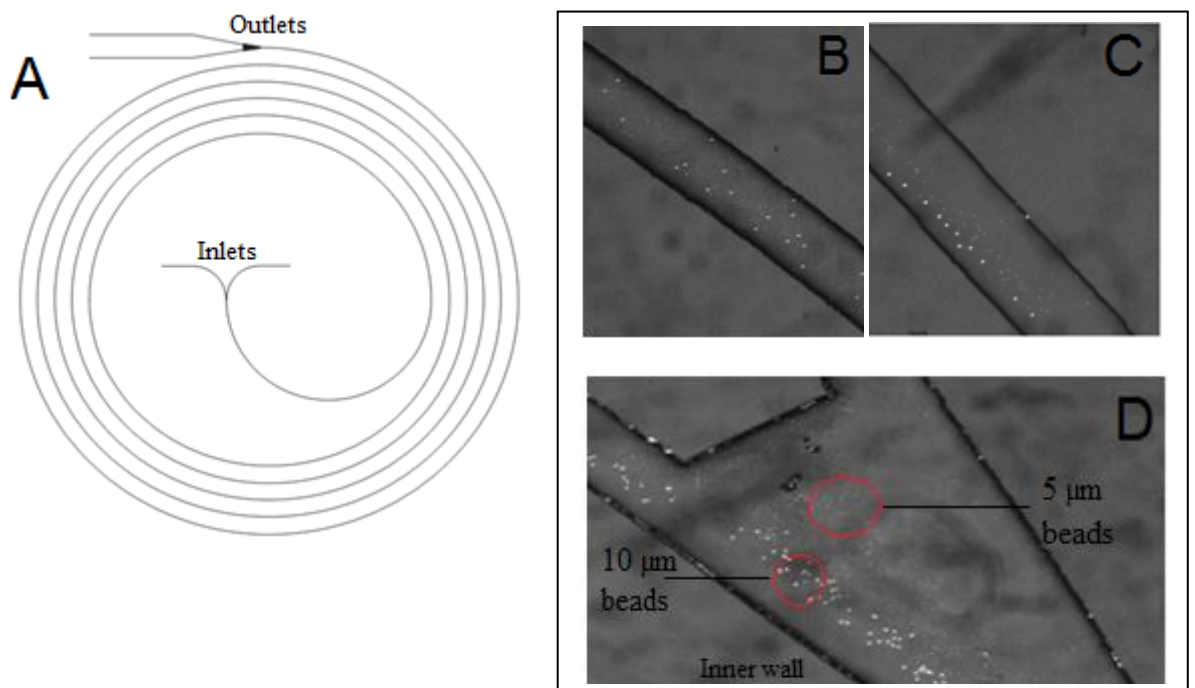 Outlets
A
Inlets
B
C
D
5 μm
beads
10 μm
beads
Inner wall